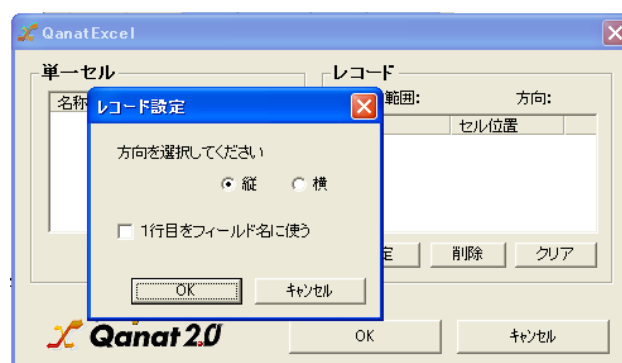 QanatExcel
単一セル
レコード
名称
範囲:
方向:
セル位置
レコード設定
方向を選択してください
縦
横
1行目をフィールド名に使う
OK
キャンセル
定
削除
クリア
Qanat 2.0
OK
キャンセル